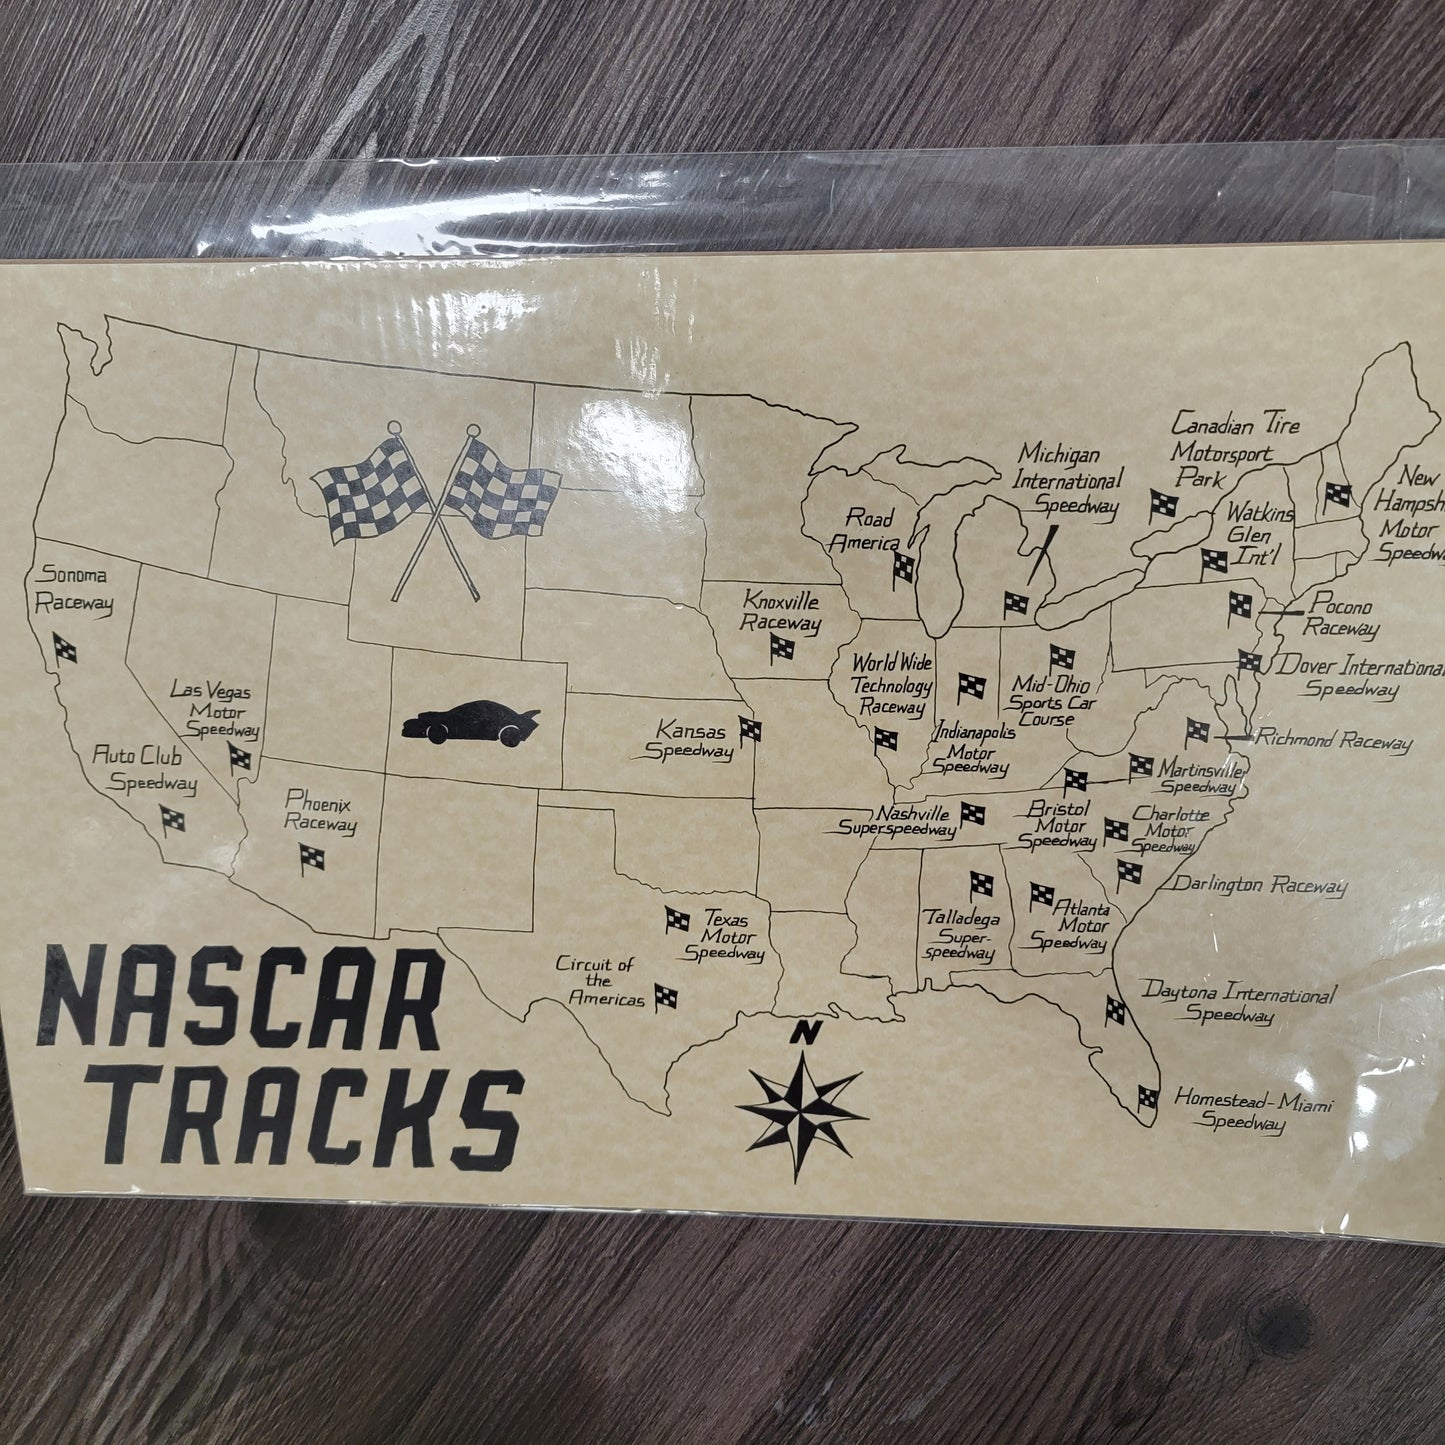 Canadian Tire
Motorsport
Park
Michigan
International
Speedway
New
Motor
Road
America
Watkins
Glen
Int'l
Sonoma
Raceway
Knoxville
Raceway
Pocono
Raceway
World Wide
Technology
Raceway
Dover International
Speedway
Las Vegas
Motor
Speedway
Mid-Ohio
Sports Car
Course
Kansas
Speedway
Indianapolis
Motor
Speedway
Richmond Raceway
Auto Club
Speedway
Martinsville
Speedway
Phoenix
Raceway
Nashville
Superspeedway
Bristol
Motor
Speedway
Charlotte
Motor
Speedway
Darlington Raceway
Texas
Motor
Speedway
Talladega
Super-
speedway
Atlanta
Motor
Speedway
Circuit of
the
Americas
Daytona International
Speedway
Homestead-Miami
Speedway
NASCAR
TRACKS
N